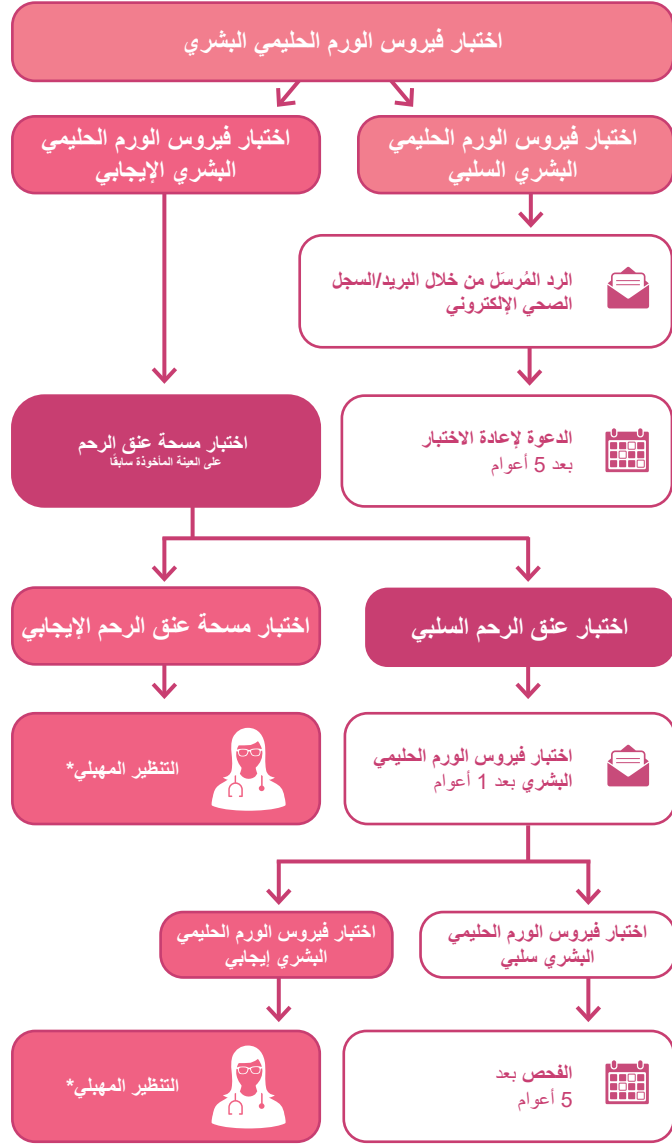 اختبار فيروس الورم الحليمي البشري
اختبار فيروس الورم الحليمي
البشري السلبي
اختبار فيروس الورم الحليمي
البشري الإيجابي
الرد المُرسَل من خلال البريد/السجل
الصحي الإلكتروني
الدعوة لإعادة الاختبار
بعد 5 أعوام
اختبار مسحة عنق الرحم
على العينة المأخوذة سابقًا
اختبار عنق الرحم السلبي
اختبار مسحة عنق الرحم الإيجابي
اختبار فيروس الورم الحليمي
البشري بعد 1 أعوام
التنظير المهبلي*
اختبار فيروس الورم الحليمي
البشري سلبي
اختبار فيروس الورم الحليمي
البشري إيجابي
الفحص بعد
5 أعوام
التنظير المهبلي*